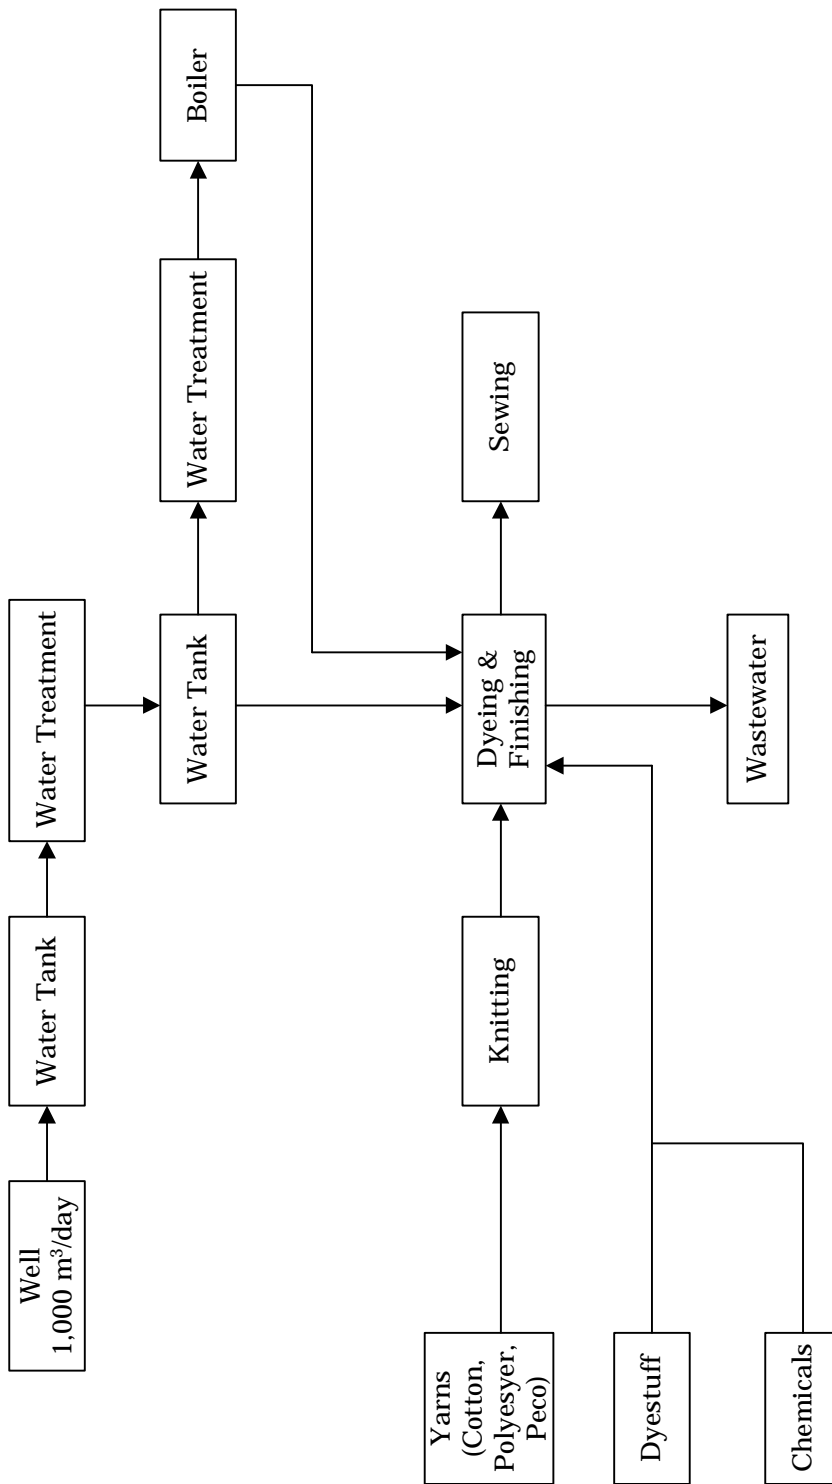 Well
1,000 m³/day
Water Tank
Water Treatment
Water Tank
Water Treatment
Boiler
Yarns
(Cotton,
Polyesyer,
Peco)
Knitting
Dyeing &
Finishing
Sewing
Dyestuff
Chemicals
Wastewater